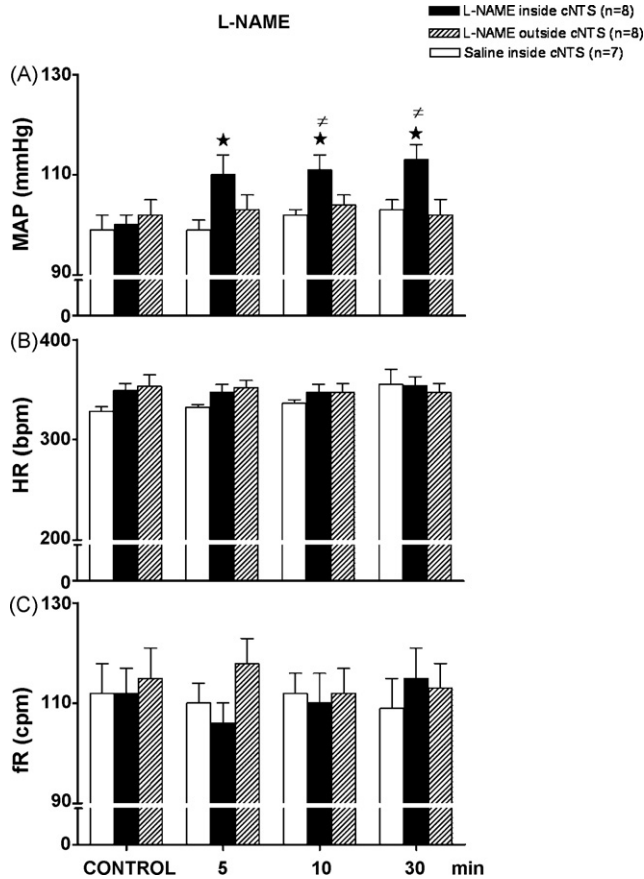 L-NAME
L-NAME inside cNTS (n=8)
L-NAME outside cNTS (n=8)
Saline inside cNTS (n=7)
(A)
MAP (mmHg)
130
110
90
0
★
≠
★
≠
★
(B)
HR (bpm)
400
300
200
0
(C)
fR (cpm)
130
110
90
0
CONTROL 5 10 30 min